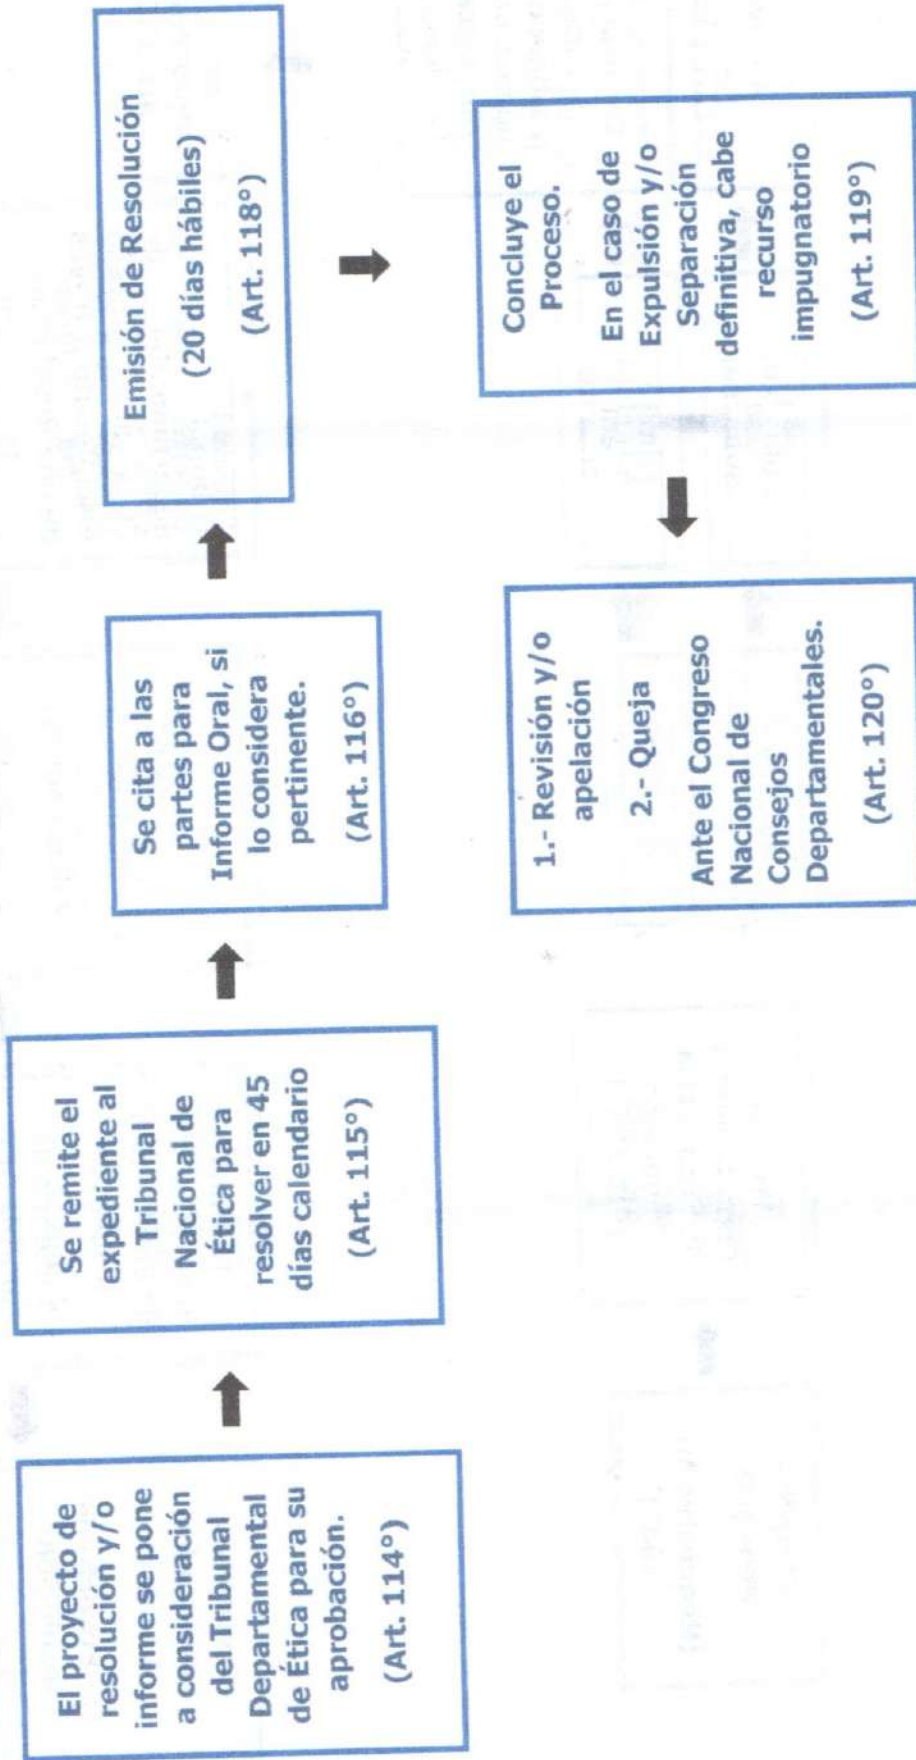 El proyecto de
resolución y/o
informe se pone
a consideración
del Tribunal
Departamental
de Ética para su
aprobación.
(Art. 114°)
Se remite el
expediente al
Tribunal
Nacional de
Ética para
resolver en 45
días calendario
(Art. 115°)
Se cita a las
partes para
Informe Oral, si
lo considera
pertinente.
(Art. 116°)
Emisión de Resolución
(20 días hábiles)
(Art. 118°)
Concluye el
Proceso.
En el caso de
Expulsión y/o
Separación
definitiva, cabe
recurso
impugnatorio
(Art. 119°)
1.- Revisión y/o
apelación
2.- Queja
Ante el Congreso
Nacional de
Consejos
Departamentales.
(Art. 120°)